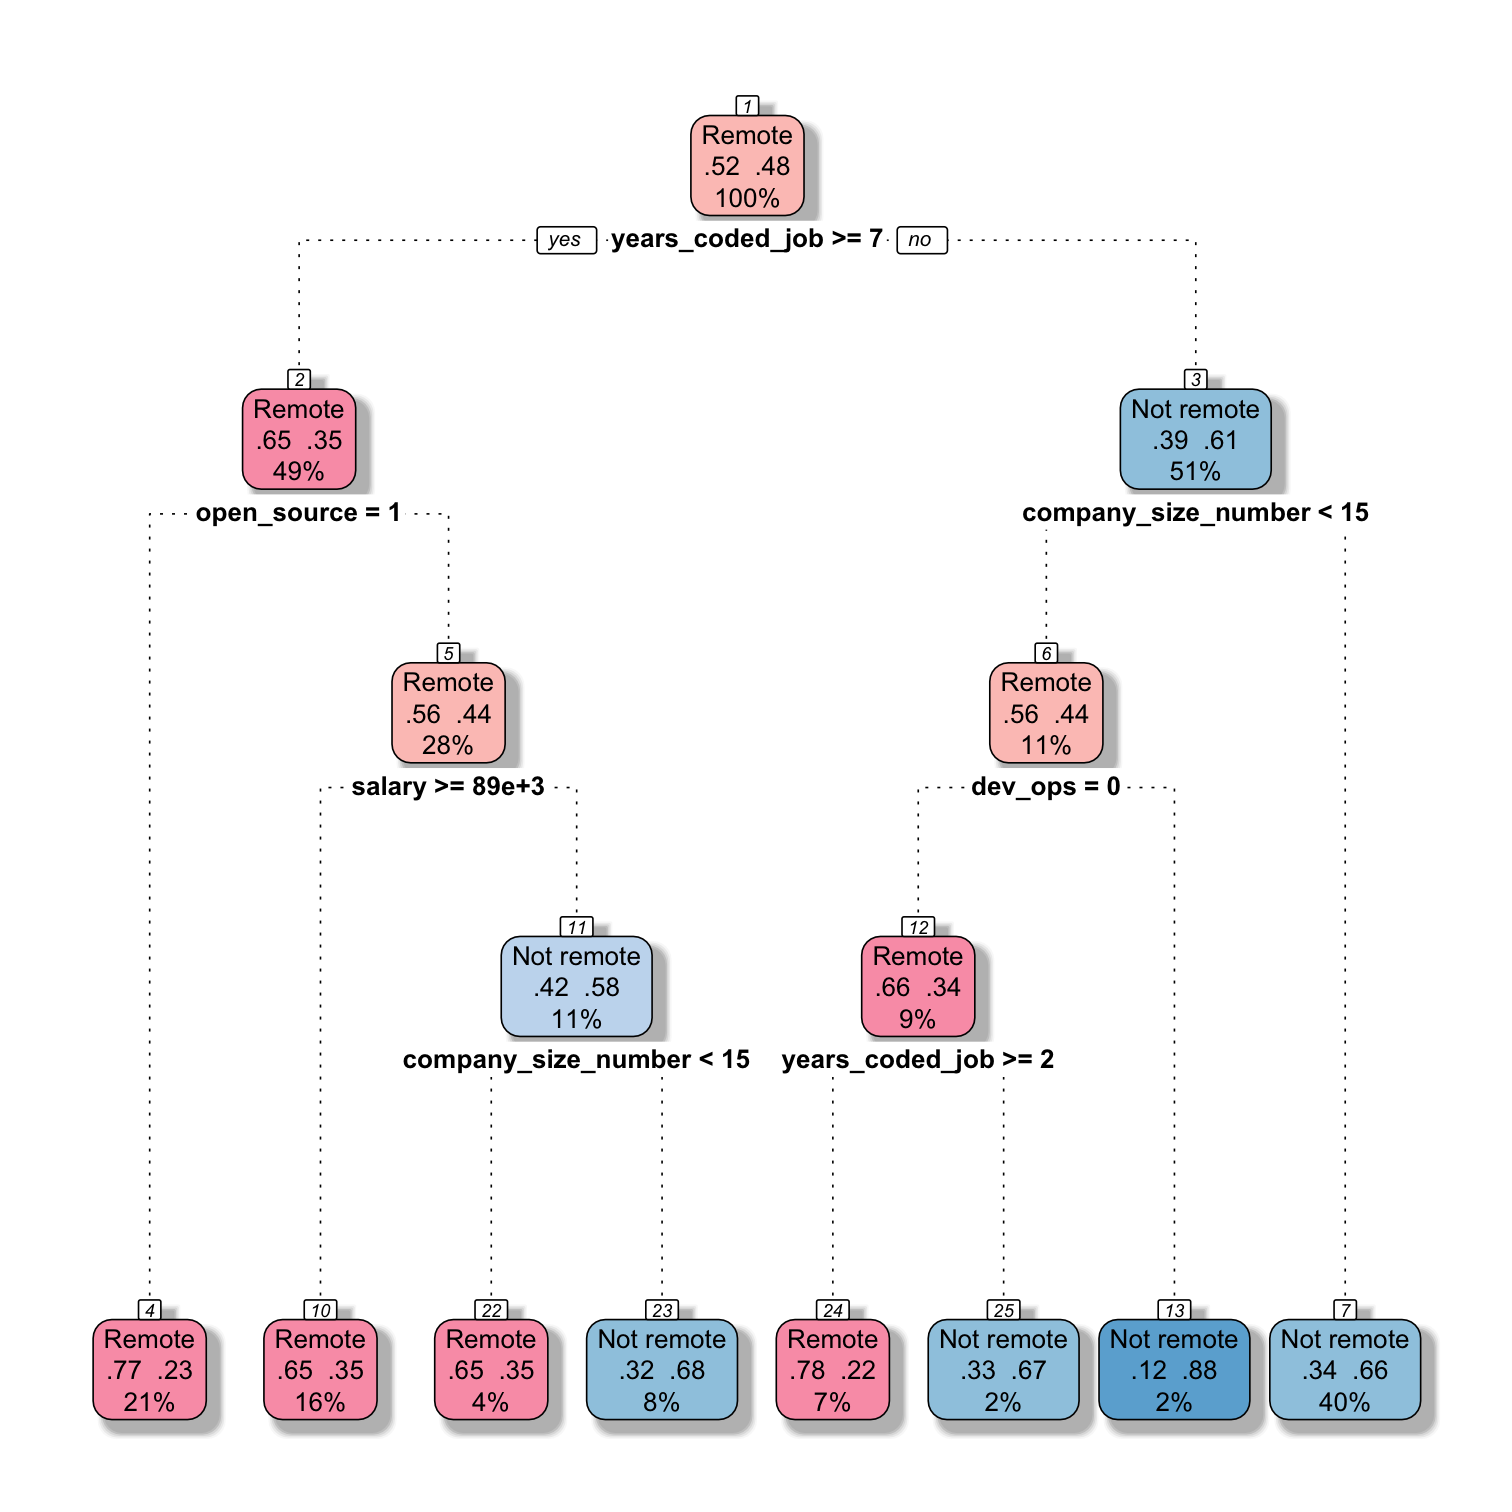 1
Remote
.52 .48
100%
yes years_coded_job >= 7 no
2
Remote
.65 .35
49%
3
Not remote
.39 .61
51%
open_source = 1
company_size_number < 15
5
Remote
.56 .44
28%
6
Remote
.56 .44
11%
salary >= 89e+3
dev_ops = 0
11
Not remote
.42 .58
11%
12
Remote
.66 .34
9%
company_size_number < 15
years_coded_job >= 2
4
Remote
.77 .23
21%
10
Remote
.65 .35
16%
22
Remote
.65 .35
4%
23
Not remote
.32 .68
8%
24
Remote
.78 .22
7%
25
Not remote
.33 .67
2%
13
Not remote
.12 .88
2%
7
Not remote
.34 .66
40%